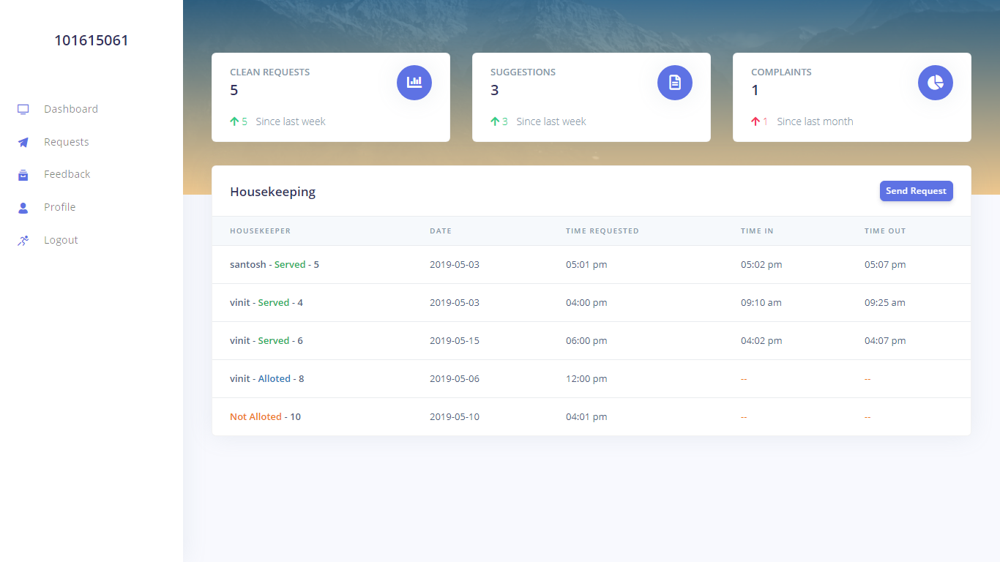 101615061
Dashboard
Requests
Feedback
Profile
Logout
CLEAN REQUESTS
5
5 Since last week
SUGGESTIONS
3
3 Since last week
COMPLAINTS
1
1 Since last month
Housekeeping
Send Request
HOUSEKEEPER DATE TIME REQUESTED TIME IN TIME OUT
santosh - Served - 5 2019-05-03 05:01 pm 05:02 pm 05:07 pm
vinit - Served - 4 2019-05-03 04:00 pm 09:10 am 09:25 am
vinit - Served - 6 2019-05-15 06:00 pm 04:02 pm 04:07 pm
vinit - Alloted - 8 2019-05-06 12:00 pm -- --
Not Alloted - 10 2019-05-10 04:01 pm -- --